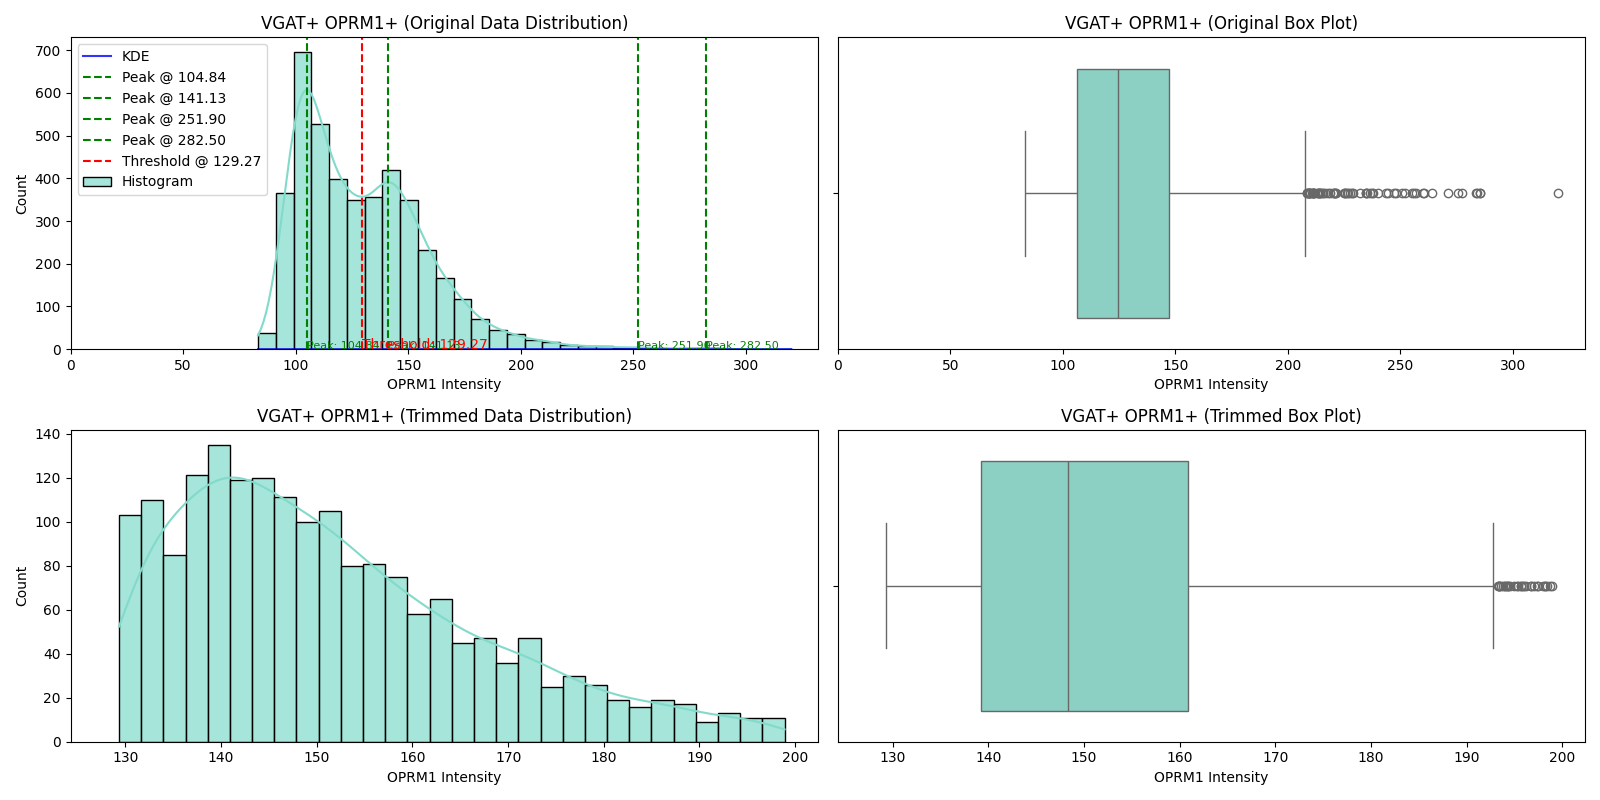 VGAT+ OPRM1+ (Original Data Distribution)
700
600
500
400
300
200
100
0
Count
KDE
Peak @ 104.84
Peak @ 141.13
Peak @ 251.90
Peak @ 282.50
Threshold @ 129.27
Histogram
Threshold: 129.27
Peak: 282.50
0 50 100 150 200 250 300
OPRM1 Intensity
VGAT+ OPRM1+ (Original Box Plot)
0 50 100 150 200 250 300
OPRM1 Intensity
VGAT+ OPRM1+ (Trimmed Data Distribution)
140
120
100
80
60
40
20
0
Count
130 140 150 160 170 180 190 200
OPRM1 Intensity
VGAT+ OPRM1+ (Trimmed Box Plot)
130 140 150 160 170 180 190 200
OPRM1 Intensity